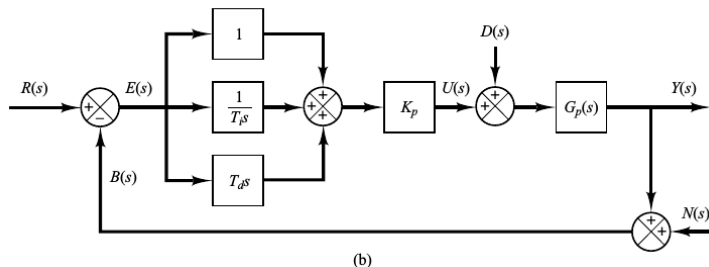 1
D(s)
R(s)
E(s)
1
T_i s
K_p
U(s)
G_p(s)
Y(s)
+
−
+
+
+
+
+
T_d s
B(s)
+
+
N(s)
(b)